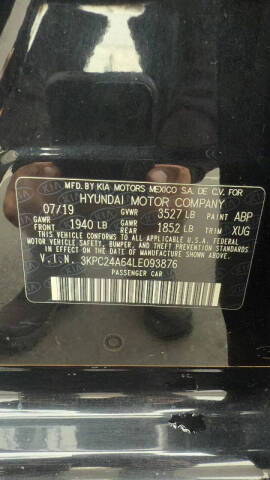 MFD.BY KIA MOTORS MEXICO S.A. DE C.V. FOR
HYUNDAI MOTOR COMPANY
07/19 GVWR 3527 LB PAINT ABP
GAWR FRONT 1940 LB GAWR REAR 1852 LB TRIM XUG
THIS VEHICLE CONFORMS TO ALL APPLICABLE U.S.A. FEDERAL
MOTOR VEHICLE SAFETY, BUMPER, AND THEFT PREVENTION
STANDARDS IN EFFECT ON THE DATE OF MANUFACTURE SHOWN ABOVE.
V.I.N. 3KPC24A64LE093876
PASSENGER CAR